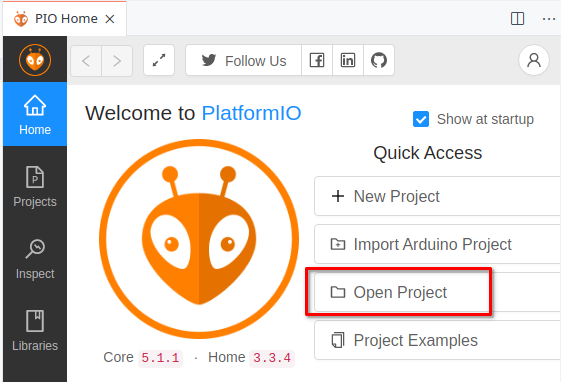 PIO Home
Follow Us
Home
Welcome to PlatformIO
Show at startup
Quick Access
New Project
Projects
P
Import Arduino Project
Inspect
Open Project
Project Examples
Libraries
Core 5.1.1 · Home 3.3.4